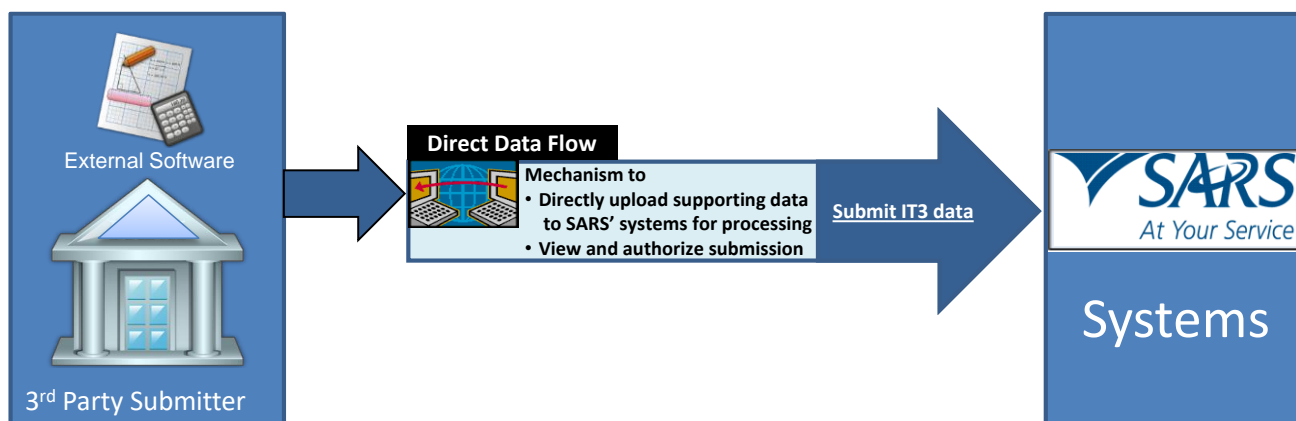 External Software
3rd Party Submitter
Direct Data Flow
Mechanism to
• Directly upload supporting data
to SARS’ systems for processing
• View and authorize submission
Submit IT3 data
SARS
At Your Service
Systems